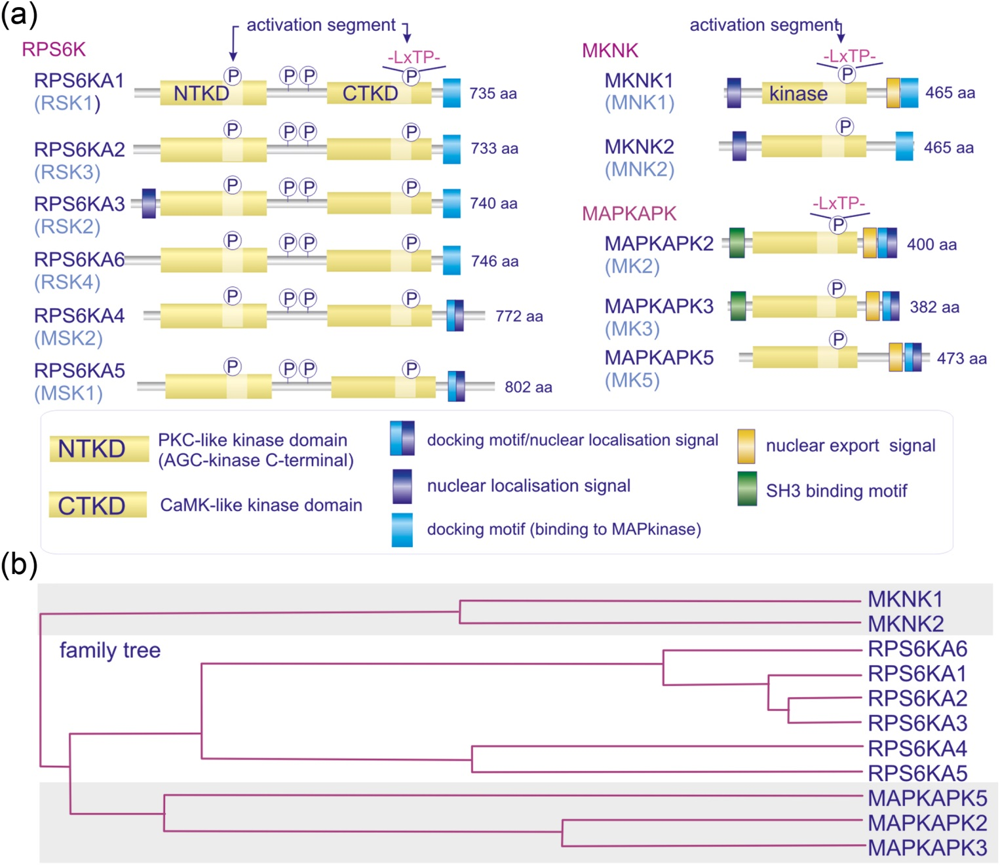 (a)
activation segment
RPS6K
-LxTP-
RPS6KA1
(RSK1)
P
P P
P
NTKD
CTKD
735 aa
RPS6KA2
(RSK3)
P
P P
P
733 aa
RPS6KA3
(RSK2)
P
P P
P
740 aa
RPS6KA6
(RSK4)
P
P P
P
746 aa
RPS6KA4
(MSK2)
P
P P
P
772 aa
RPS6KA5
(MSK1)
P
P P
P
802 aa
activation segment
MKNK
-LxTP-
MKNK1
(MNK1)
P
kinase
465 aa
MKNK2
(MNK2)
P
465 aa
MAPKAPK
-LxTP-
MAPKAPK2
(MK2)
P
400 aa
MAPKAPK3
(MK3)
P
382 aa
MAPKAPK5
(MK5)
P
473 aa
NTKD
PKC-like kinase domain
(AGC-kinase C-terminal)
CTKD
CaMK-like kinase domain
docking motif/nuclear localisation signal
nuclear localisation signal
docking motif (binding to MAPkinase)
nuclear export signal
SH3 binding motif
(b)
family tree
MKNK1
MKNK2
RPS6KA6
RPS6KA1
RPS6KA2
RPS6KA3
RPS6KA4
RPS6KA5
MAPKAPK5
MAPKAPK2
MAPKAPK3